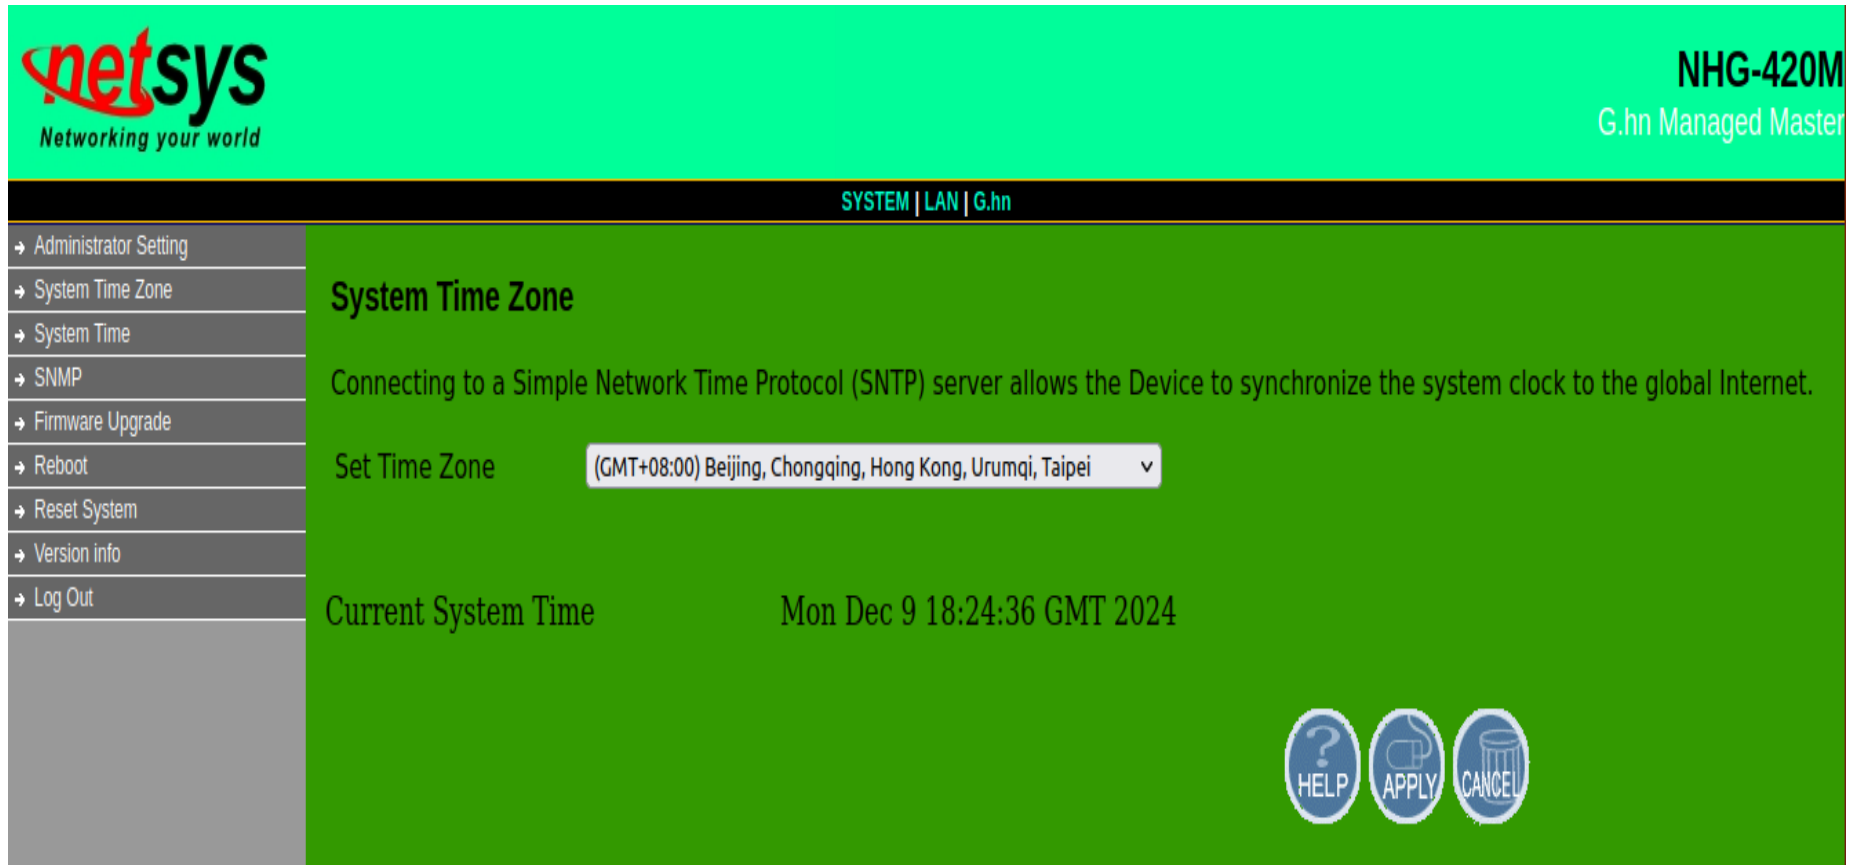 netsys
Networking your world
NHG-420M
G.hn Managed Master
SYSTEM | LAN | G.hn
Administrator Setting
System Time Zone
System Time
SNMP
Firmware Upgrade
Reboot
Reset System
Version info
Log Out
System Time Zone
Connecting to a Simple Network Time Protocol (SNTP) server allows the Device to synchronize the system clock to the global Internet.
Set Time Zone (GMT+08:00) Beijing, Chongqing, Hong Kong, Urumqi, Taipei
Current System Time Mon Dec 9 18:24:36 GMT 2024
HELP APPLY CANCEL